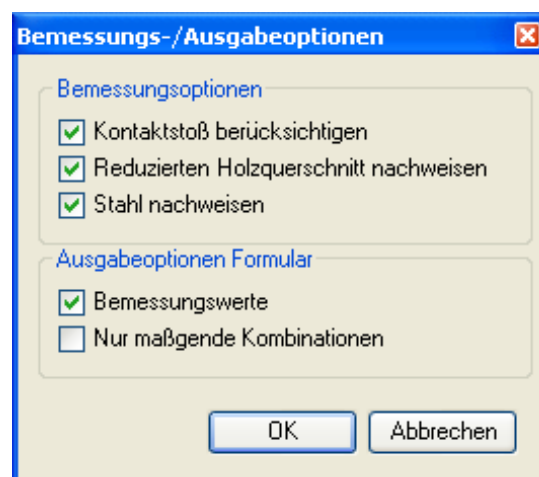 Bemessungs-/Ausgabeoptionen
Bemessungsoptionen
Kontaktstoß berücksichtigen
Reduzierten Holzquerschnitt nachweisen
Stahl nachweisen
Ausgabeoptionen Formular
Bemessungswerte
Nur maßgende Kombinationen
OK
Abbrechen